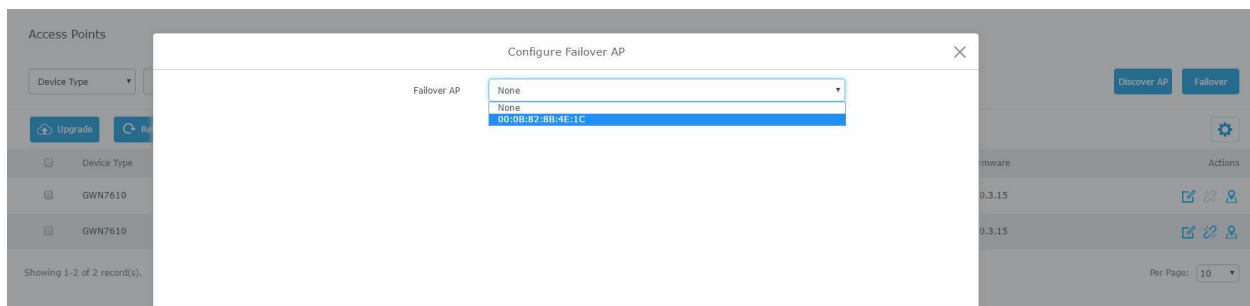 Access Points
Configure Failover AP
Device Type
Failover AP
None
Discover AP
Failover
None
00:0B:82:8B:4E:1C
Upgrade
Device Type
Actions
GWN7610
0.3.15
GWN7610
0.3.15
Showing 1-2 of 2 record(s).
Per Page: 10